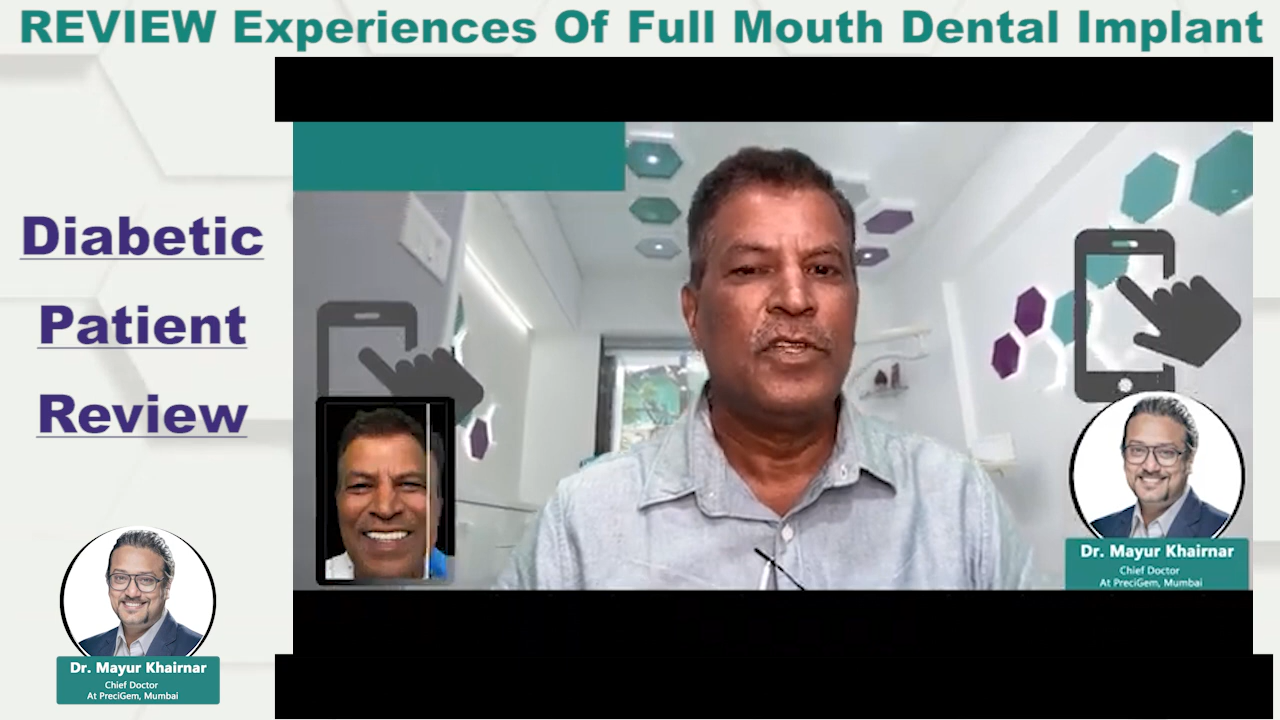 REVIEW Experiences Of Full Mouth Dental Implant
Diabetic
Patient
Review
Dr. Mayur Khairnar
Chief Doctor
At PreciGem, Mumbai
Dr. Mayur Khairnar
Chief Doctor
At PreciGem, Mumbai